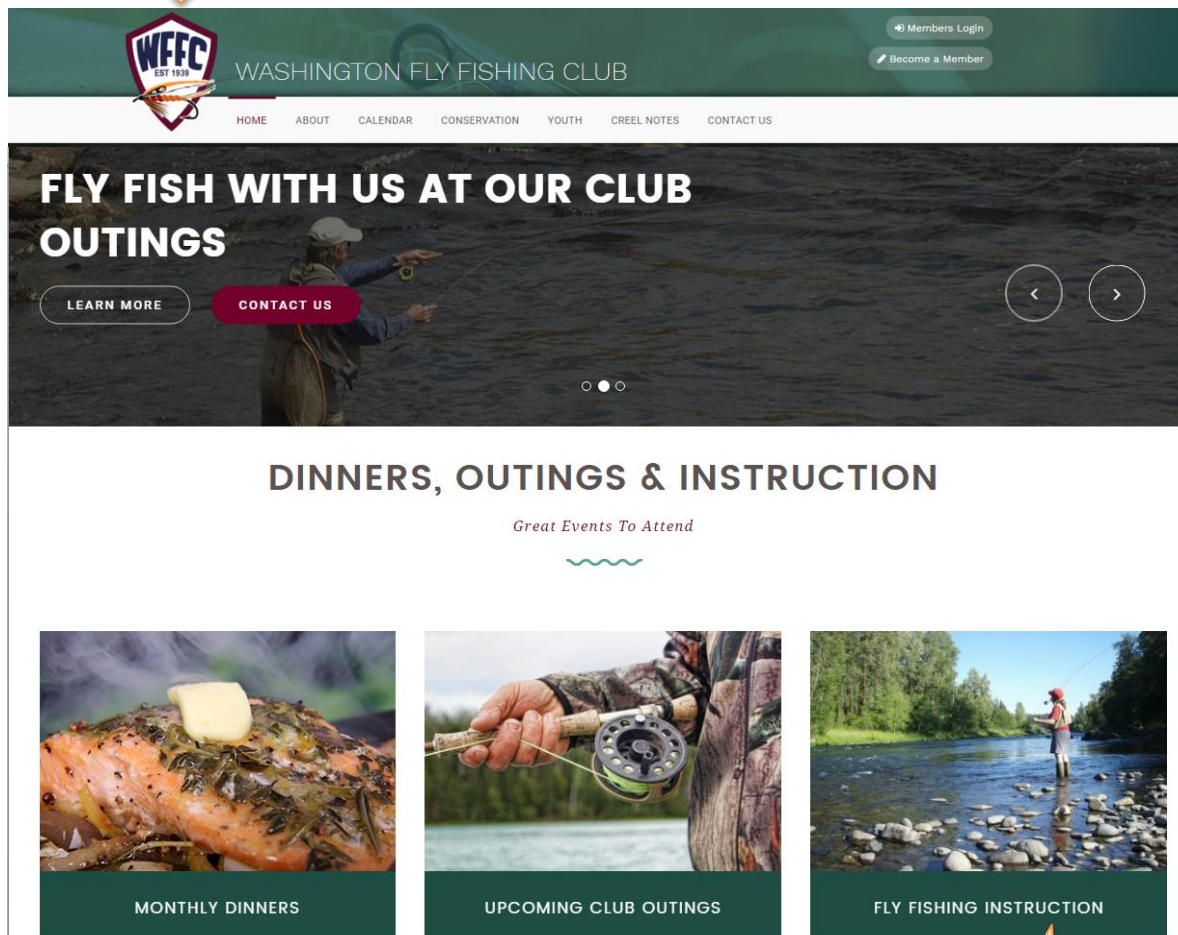 WFFC
EST 1939
WASHINGTON FLY FISHING CLUB
Members Login
Become a Member
HOME ABOUT CALENDAR CONSERVATION YOUTH CREEL NOTES CONTACT US
FLY FISH WITH US AT OUR CLUB
OUTINGS
LEARN MORE CONTACT US
DINNERS, OUTINGS & INSTRUCTION
Great Events To Attend
MONTHLY DINNERS UPCOMING CLUB OUTINGS FLY FISHING INSTRUCTION